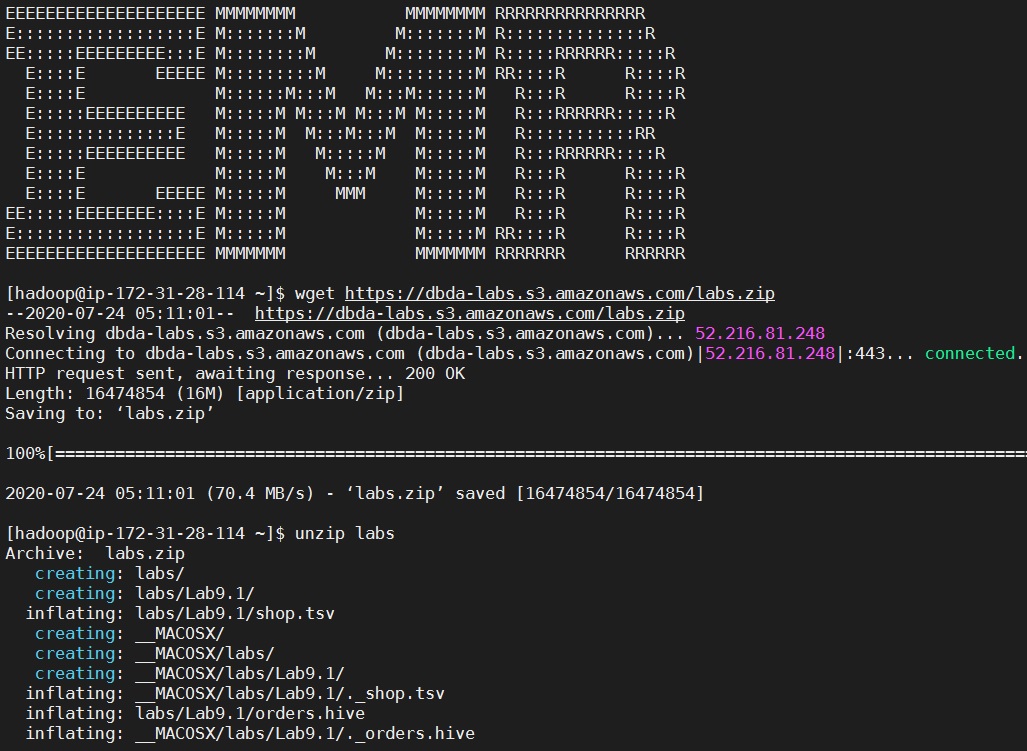 EEEEEEEEEEEEEEEEEEEE MMMMMMMM           MMMMMMMM RRRRRRRRRRRRRRR
E::::::::::::::::::E M:::::::M         M:::::::M R::::::::::::::R
EE:::::EEEEEEEEE:::E M::::::::M       M::::::::M R:::::RRRRRR:::::R
  E::::E       EEEEE M:::::::::M     M:::::::::M RR::::R      R::::R
  E::::E             M::::::M:::M   M:::M::::::M   R:::R      R::::R
  E:::::EEEEEEEEEE   M:::::M M:::M M:::M M:::::M   R:::RRRRRR:::::R
  E::::::::::::::E   M:::::M  M:::M:::M  M:::::M   R:::::::::::RR
  E:::::EEEEEEEEEE   M:::::M   M:::::M   M:::::M   R:::RRRRRR::::R
  E::::E             M:::::M    M:::M    M:::::M   R:::R      R::::R
  E::::E       EEEEE M:::::M     MMM     M:::::M   R:::R      R::::R
EE:::::EEEEEEEE::::E M:::::M             M:::::M   R:::R      R::::R
E::::::::::::::::::E M:::::M             M:::::M RR::::R      R::::R
EEEEEEEEEEEEEEEEEEEE MMMMMMM             MMMMMMM RRRRRRR      RRRRRR
[hadoop@ip-172-31-28-114 ~]$ wget https://dbda-labs.s3.amazonaws.com/labs.zip
--2020-07-24 05:11:01--  https://dbda-labs.s3.amazonaws.com/labs.zip
Resolving dbda-labs.s3.amazonaws.com (dbda-labs.s3.amazonaws.com)... 52.216.81.248
Connecting to dbda-labs.s3.amazonaws.com (dbda-labs.s3.amazonaws.com)|52.216.81.248|:443... connected.
HTTP request sent, awaiting response... 200 OK
Length: 16474854 (16M) [application/zip]
Saving to: ‘labs.zip’
100%[=================================================================================================
2020-07-24 05:11:01 (70.4 MB/s) - ‘labs.zip’ saved [16474854/16474854]
[hadoop@ip-172-31-28-114 ~]$ unzip labs
Archive:  labs.zip
   creating: labs/
   creating: labs/Lab9.1/
  inflating: labs/Lab9.1/shop.tsv
   creating: __MACOSX/
   creating: __MACOSX/labs/
   creating: __MACOSX/labs/Lab9.1/
  inflating: __MACOSX/labs/Lab9.1/._shop.tsv
  inflating: labs/Lab9.1/orders.hive
  inflating: __MACOSX/labs/Lab9.1/._orders.hive